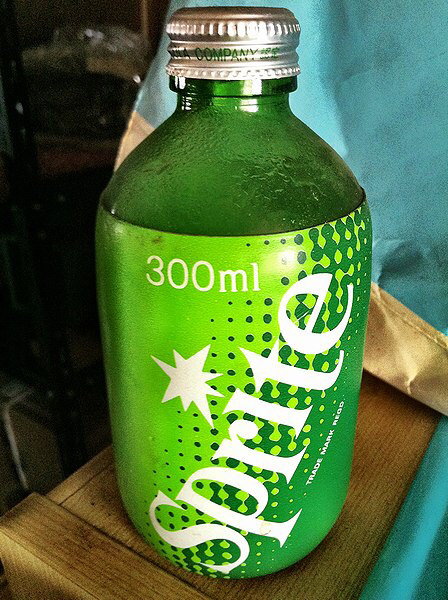 COMPANY
300ml
Sprite
TRADE MARK REGD.